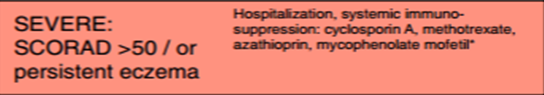 SEVERE:
SCORAD >50 / or
persistent eczema
Hospitalization, systemic immuno-
suppression: cyclosporin A, methotrexate,
azathioprin, mycophenolate mofetil*